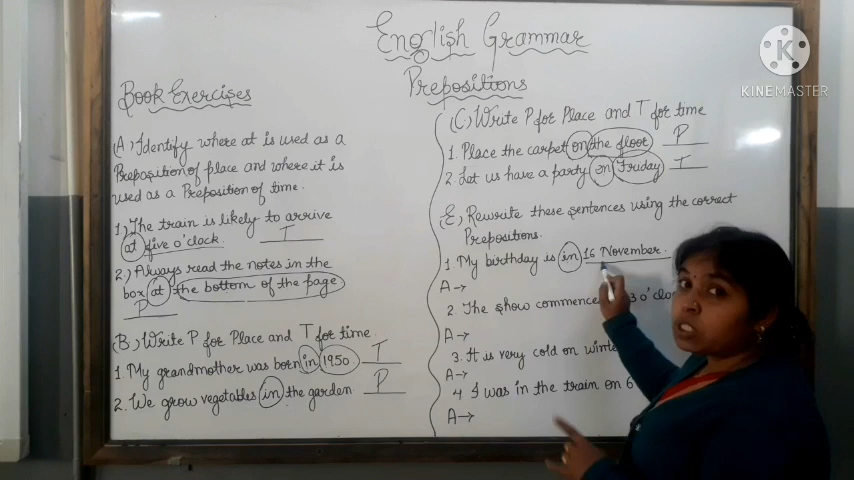 English Grammar
Prepositions
Book Exercises
(A) Identify where at is used as a
Preposition of place and where it is
used as a Preposition of time.
1.) The train is likely to arrive
at five o'clock. T
2.) Always read the notes in the
box at the bottom of the page
P
(B) Write P for Place and T for time.
1. My grandmother was born in 1950 T
2. We grow vegetables in the garden P
(C) Write P for Place and T for time
1. Place the carpet on the floor P
2. Let us have a party on Friday T
(E) Rewrite these sentences using the correct
Prepositions.
1. My birthday is in 16 November.
A→
2. The show commence 3 o'cloc
A→
3. It is very cold on winte
A→
4 I was in the train on 6
A→
K
KINEMASTER